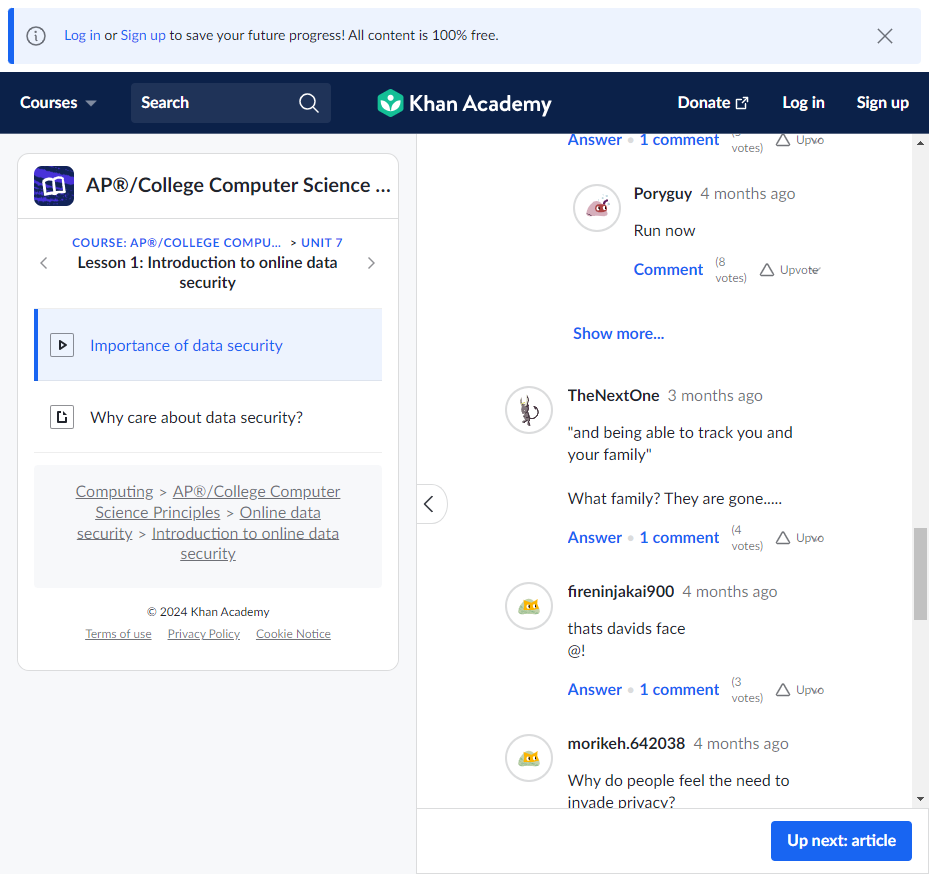 Log in or Sign up to save your future progress! All content is 100% free.
Courses
Search
Khan Academy
Donate
Log in
Sign up
AP®/College Computer Science ...
COURSE: AP®/COLLEGE COMPU... > UNIT 7
Lesson 1: Introduction to online data
security
Importance of data security
Why care about data security?
Computing > AP®/College Computer
Science Principles > Online data
security > Introduction to online data
security
© 2024 Khan Academy
Terms of use Privacy Policy Cookie Notice
Answer • 1 comment votes) Upvo
Poryguy 4 months ago
Run now
Comment (8 votes) Upvote
Show more...
TheNextOne 3 months ago
"and being able to track you and
your family"
What family? They are gone.....
Answer • 1 comment (4 votes) Upvo
fireninjakai900 4 months ago
thats davids face
@!
Answer • 1 comment (3 votes) Upvo
morikeh.642038 4 months ago
Why do people feel the need to
invade privacy?
Up next: article